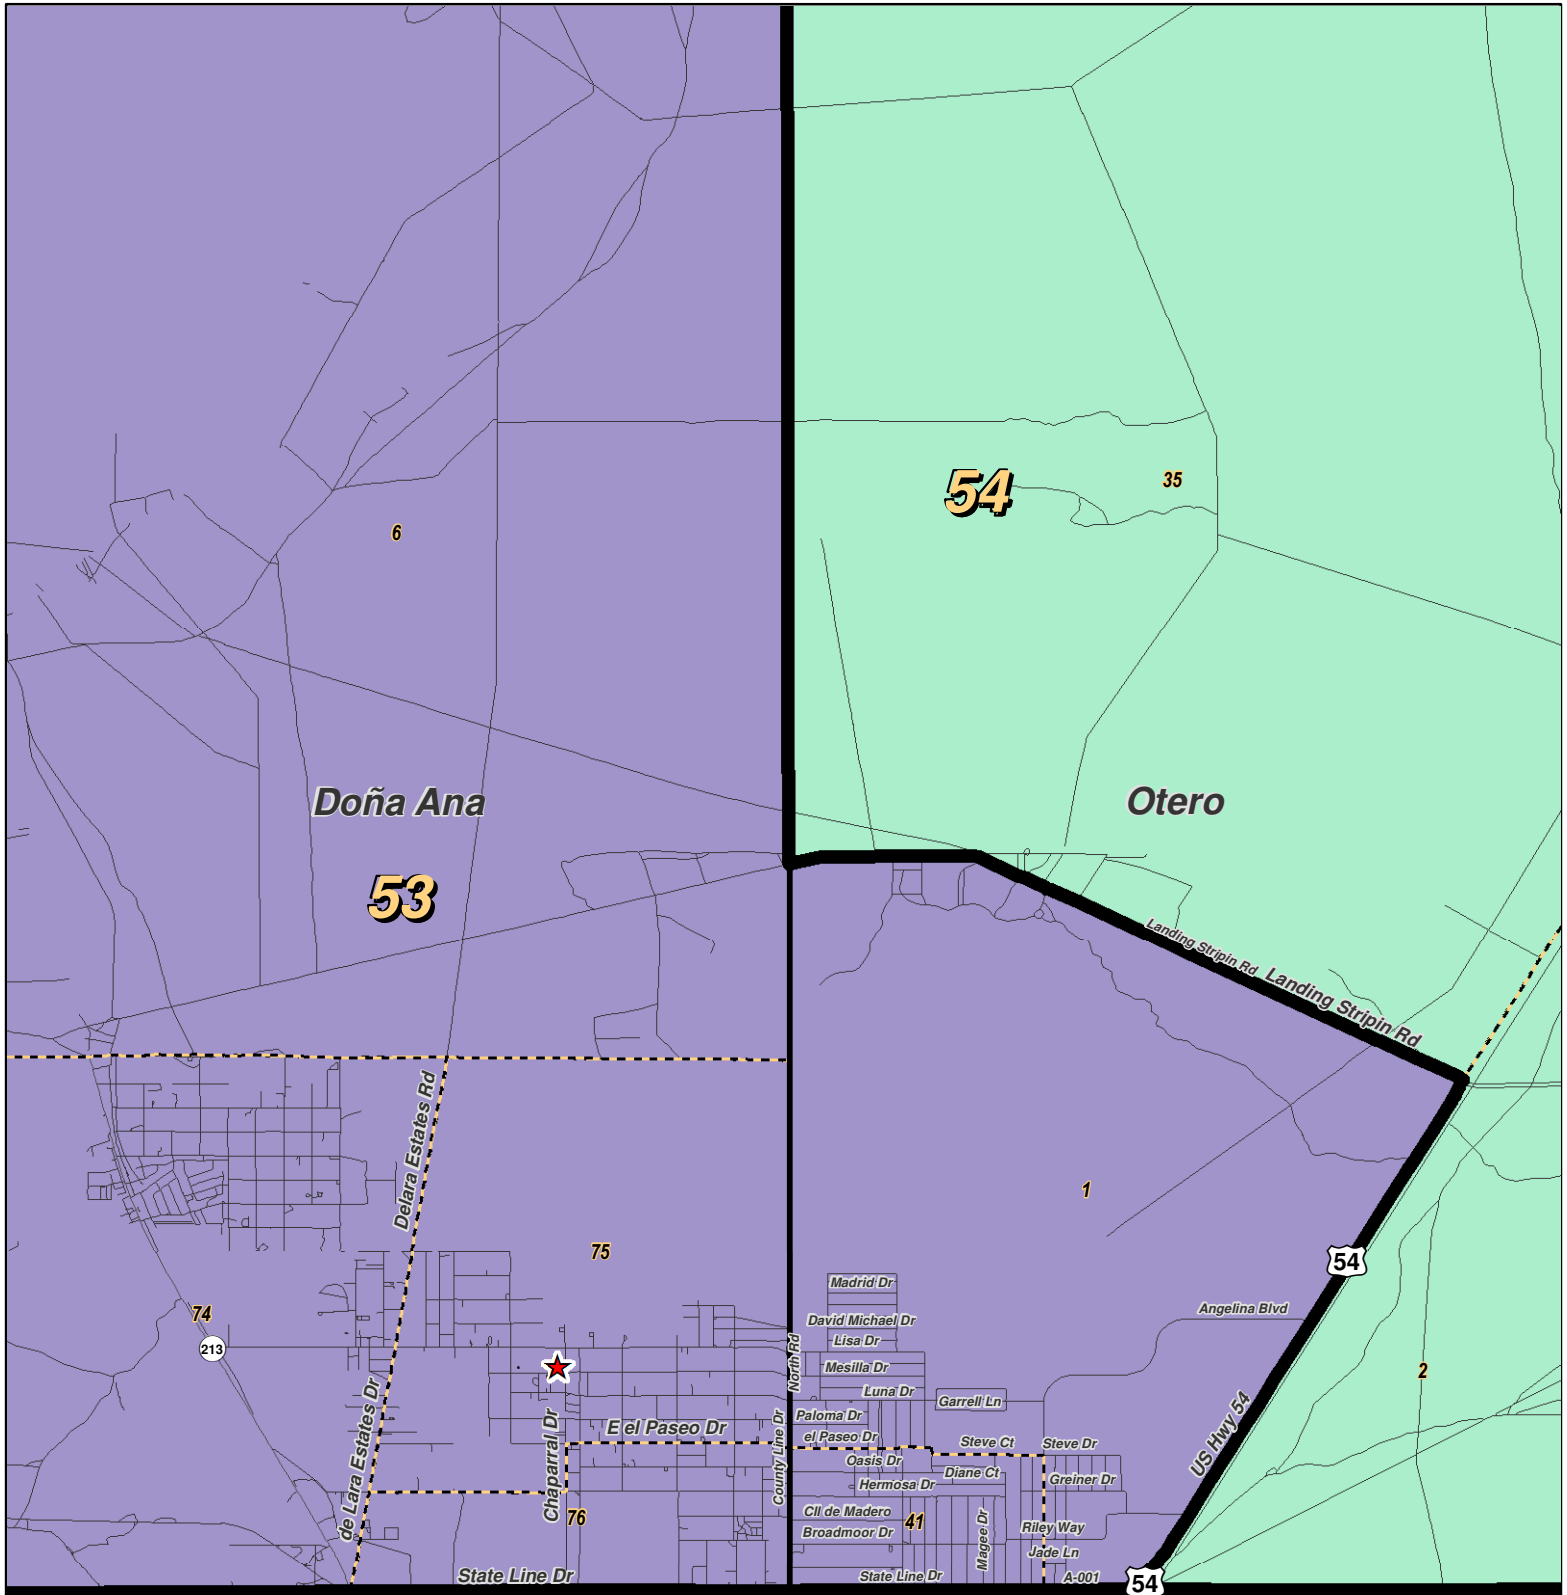 54
35
6
Doña Ana
Otero
53
Landing Stripin Rd
Landing Stripin Rd
Delara Estates Rd
1
75
54
Madrid Dr
74
Angelina Blvd
David Michael Dr
Lisa Dr
213
North Rd
Mesilla Dr
2
Luna Dr
Garrell Ln
de Lara Estates Dr
Chaparral Dr
E el Paseo Dr
County Line Dr
Paloma Dr
el Paseo Dr
Steve Ct
Steve Dr
US Hwy 54
Oasis Dr
Diane Ct
Hermosa Dr
Greiner Dr
76
Cll de Madero
41
Broadmoor Dr
Magee Dr
Riley Way
Jade Ln
State Line Dr
State Line Dr
A-001
54